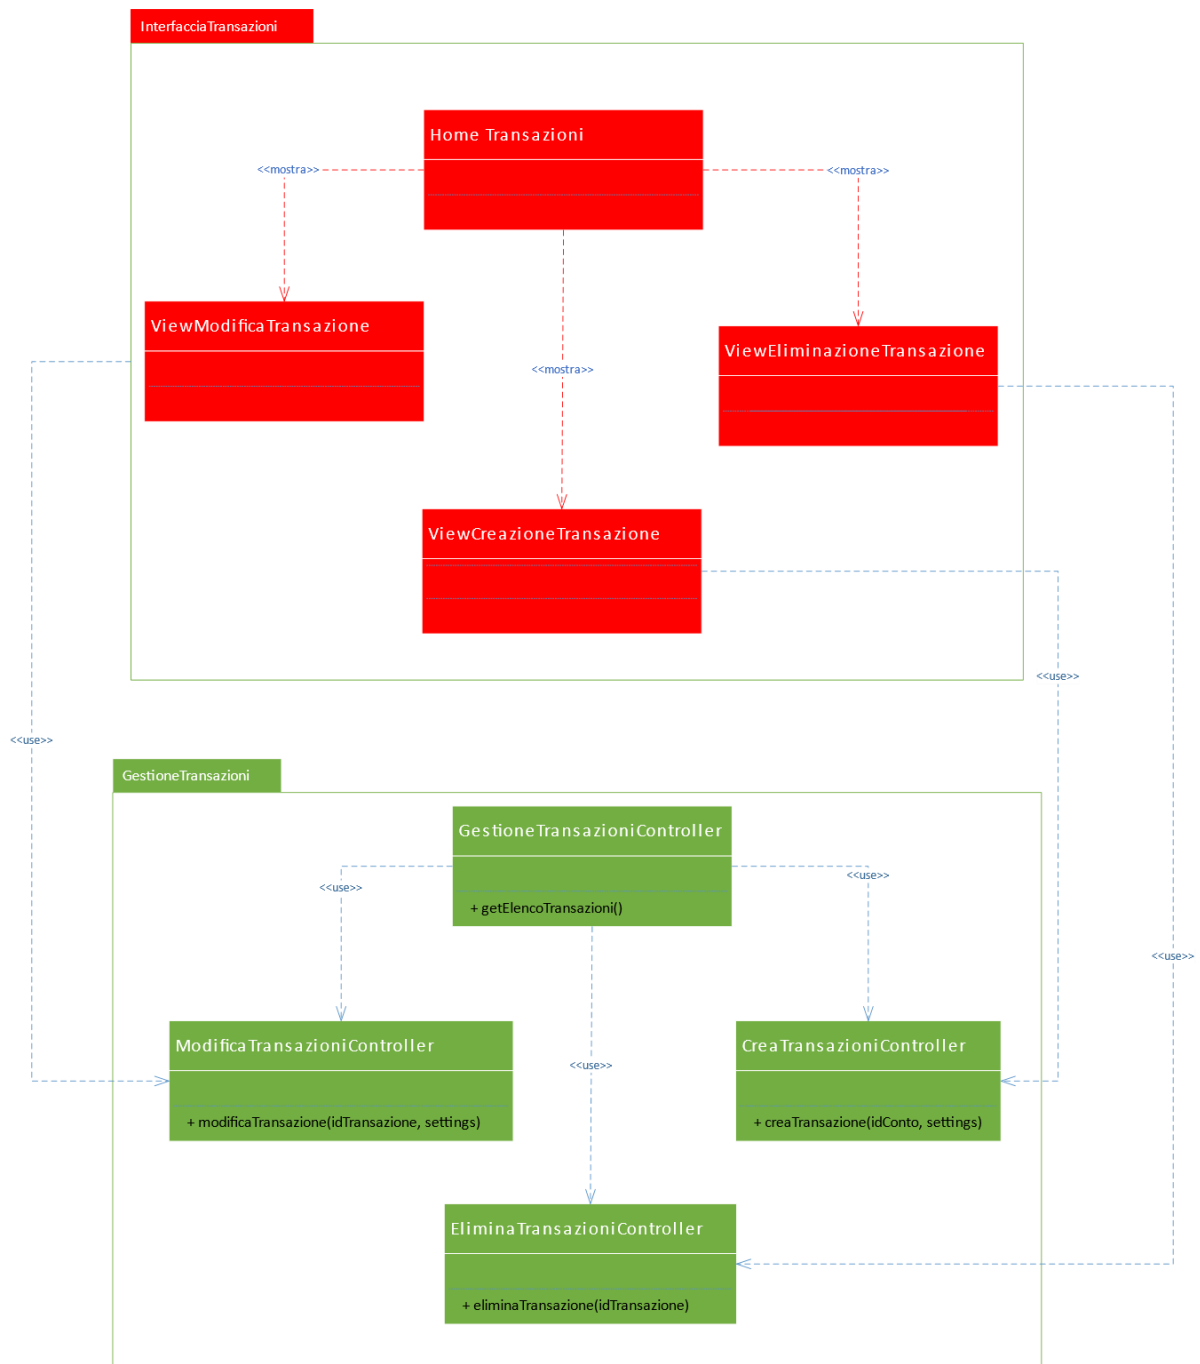 InterfacciaTransazioni
Home Transazioni
<<mostra>>
<<mostra>>
ViewModificaTransazione
ViewEliminazioneTransazione
<<mostra>>
ViewCreazioneTransazione
<<use>>
<<use>>
GestioneTransazioni
GestioneTransazioniController
+ getElencoTransazioni()
<<use>>
<<use>>
<<use>>
ModificaTransazioniController
+ modificaTransazione(idTransazione, settings)
CreaTransazioniController
+ creaTransazione(idConto, settings)
<<use>>
EliminaTransazioniController
+ eliminaTransazione(idTransazione)